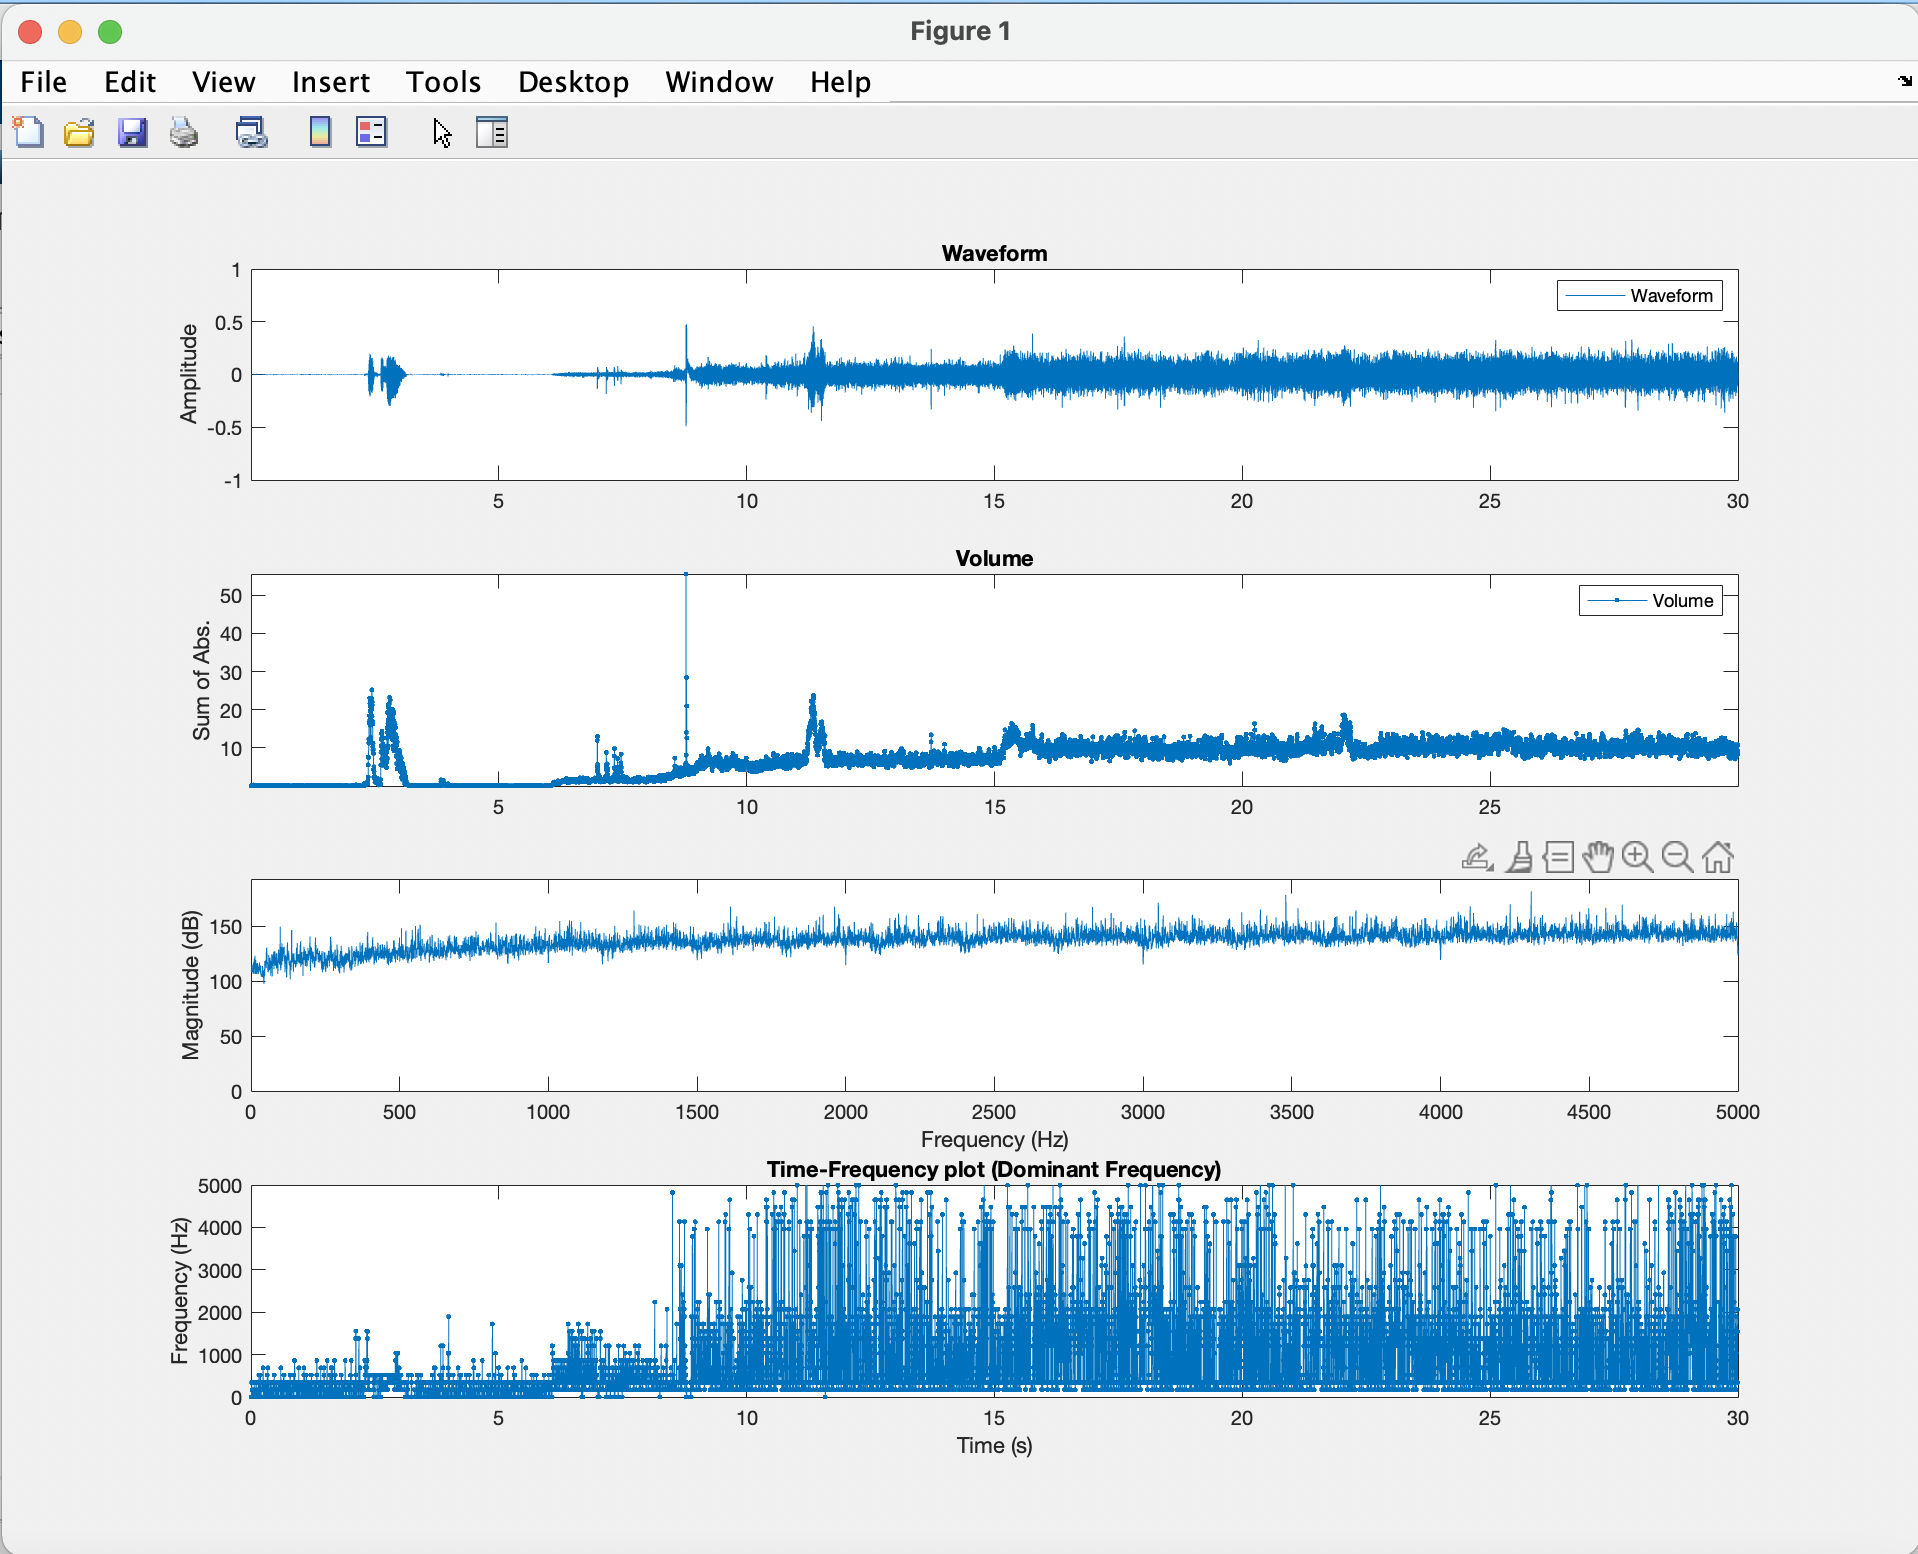 Figure 1
File Edit View Insert Tools Desktop Window Help
Waveform
Amplitude
1
0.5
0
-0.5
-1
Waveform
5 10 15 20 25 30
Volume
Sum of Abs.
50
40
30
20
10
Volume
5 10 15 20 25
Magnitude (dB)
150
100
50
0
0 500 1000 1500 2000 2500 3000 3500 4000 4500 5000
Frequency (Hz)
Time-Frequency plot (Dominant Frequency)
Frequency (Hz)
5000
4000
3000
2000
1000
0
0 5 10 15 20 25 30
Time (s)